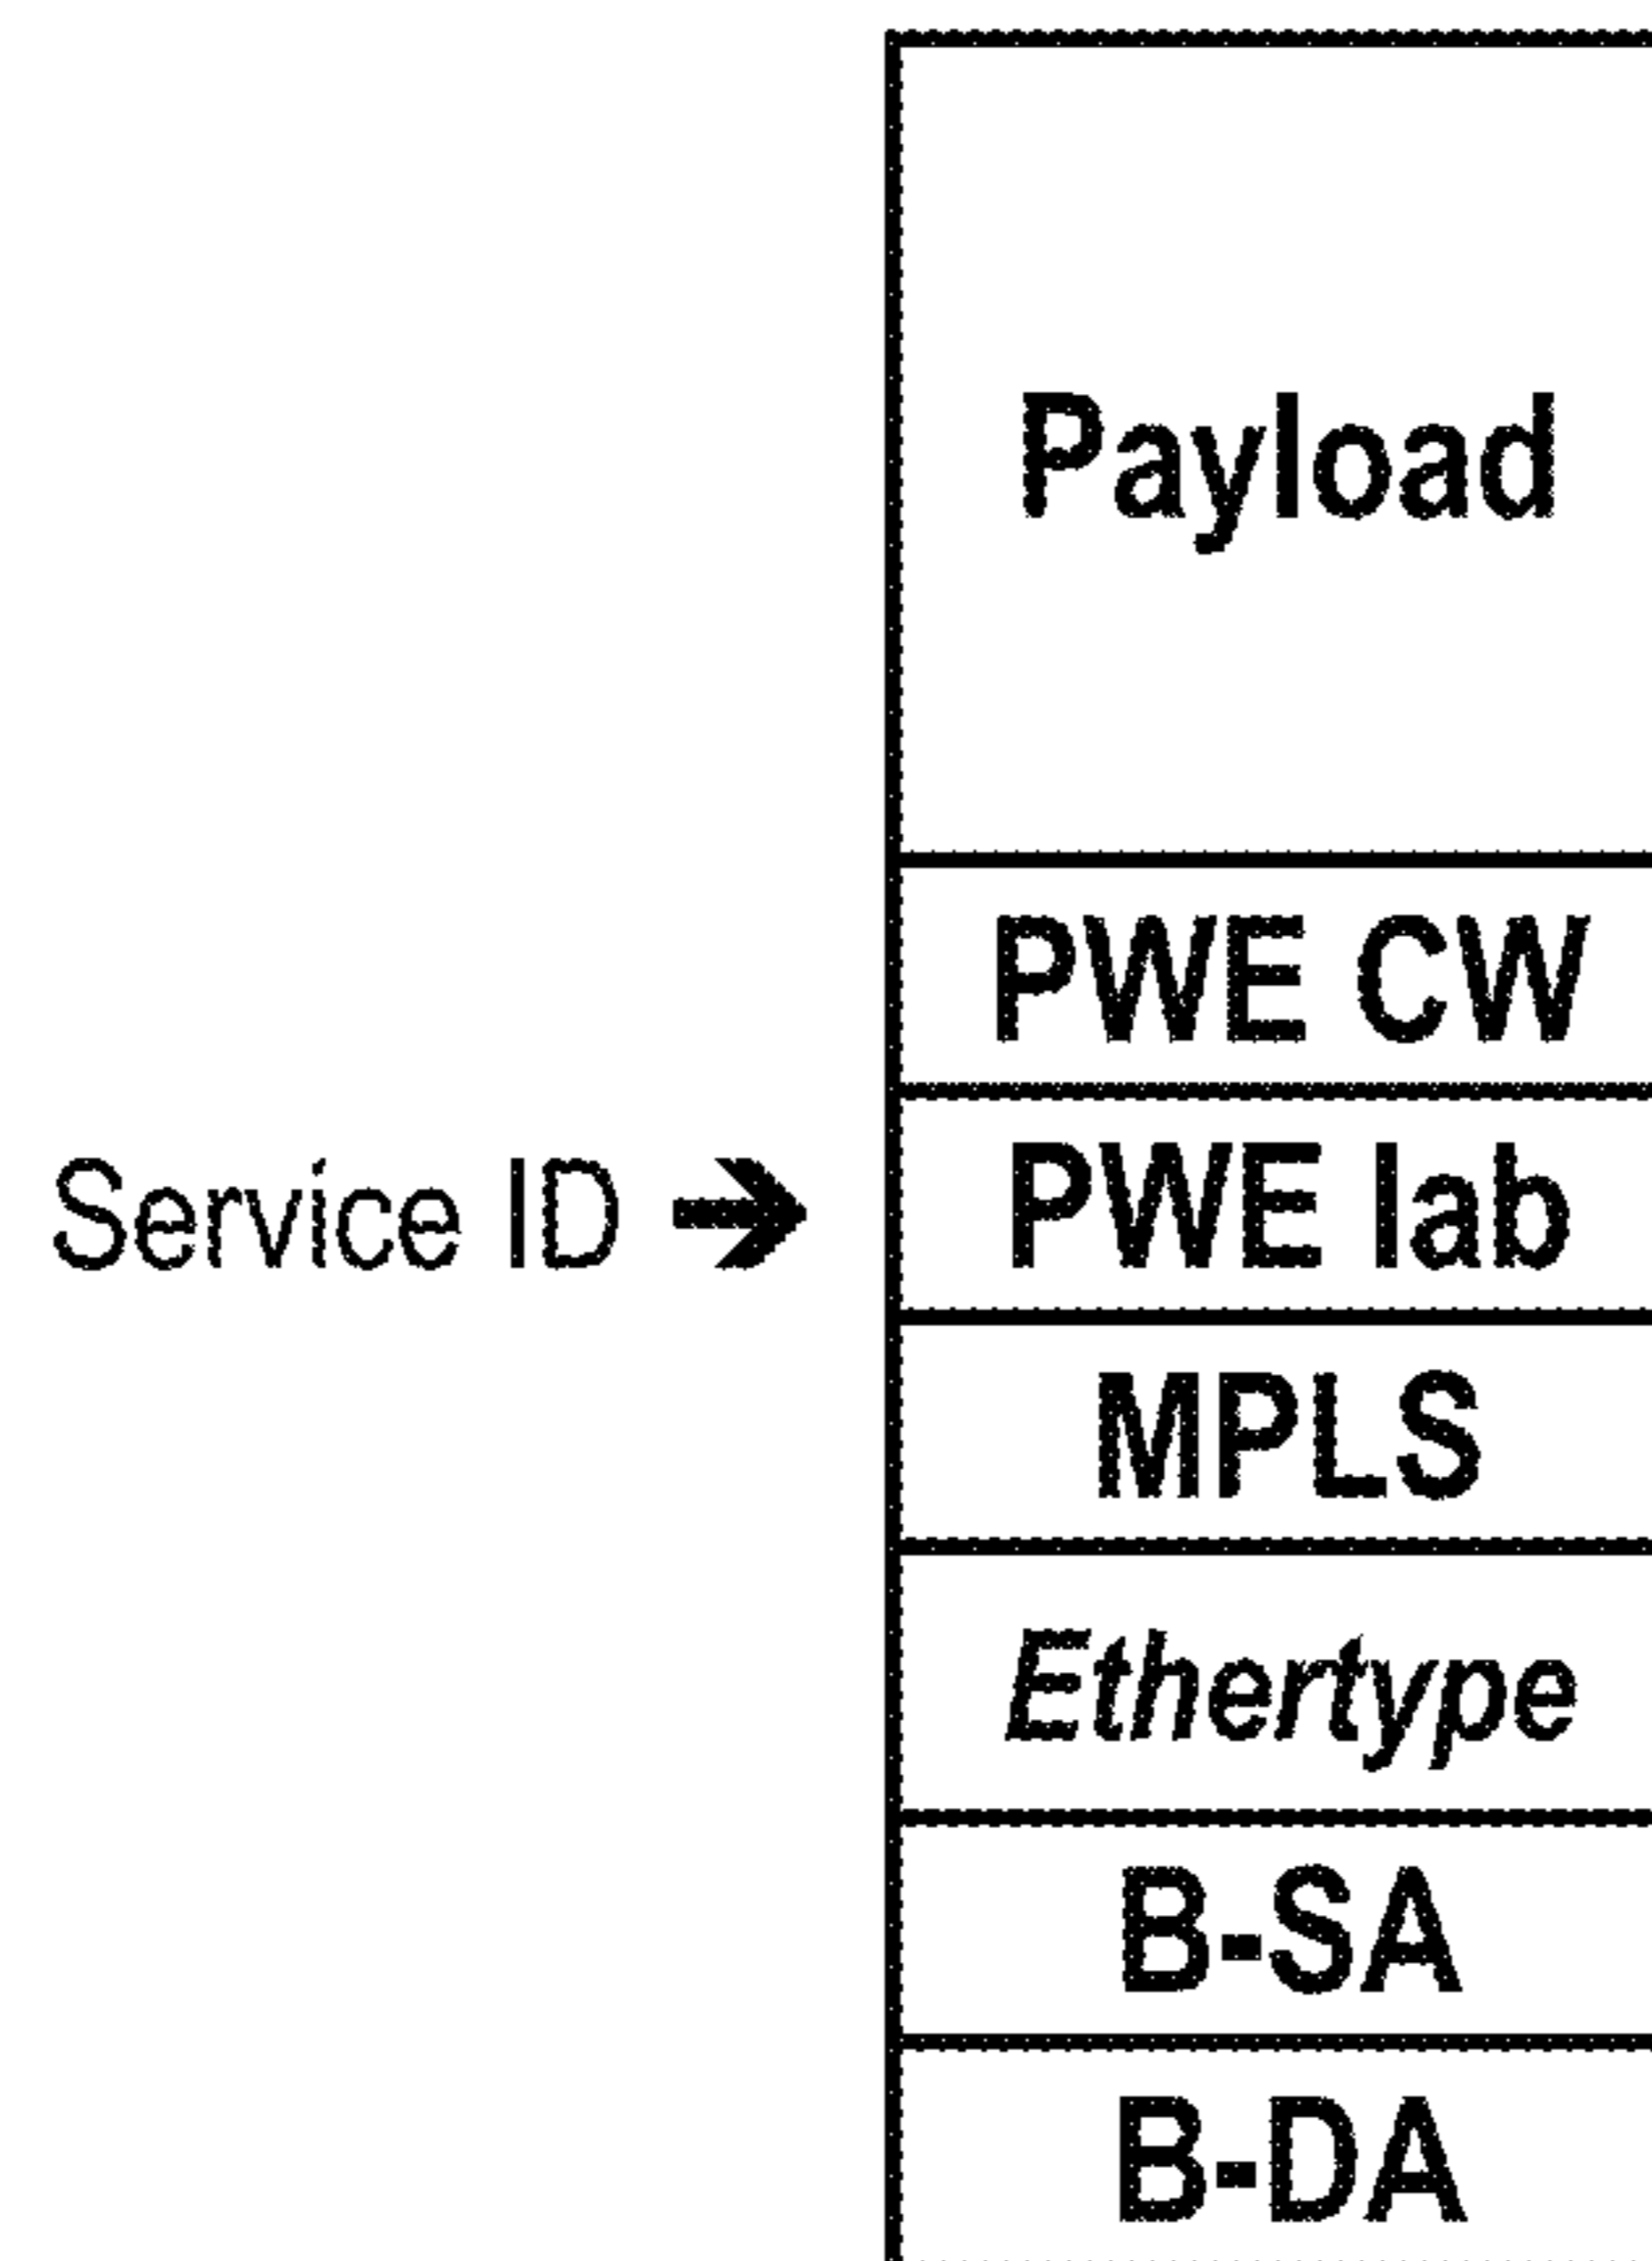 Payload
PWE CW
Service ID → PWE lab
MPLS
Ethertype
B-SA
B-DA